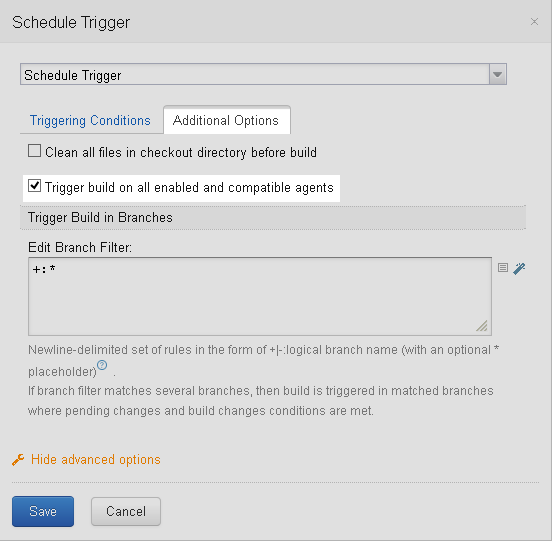 Schedule Trigger
Schedule Trigger
Triggering Conditions Additional Options
Clean all files in checkout directory before build
Trigger build on all enabled and compatible agents
Trigger Build in Branches
Edit Branch Filter:
+:*
Newline-delimited set of rules in the form of +|-:logical branch name (with an optional *
placeholder)? .
If branch filter matches several branches, then build is triggered in matched branches
where pending changes and build changes conditions are met.
Hide advanced options
Save Cancel